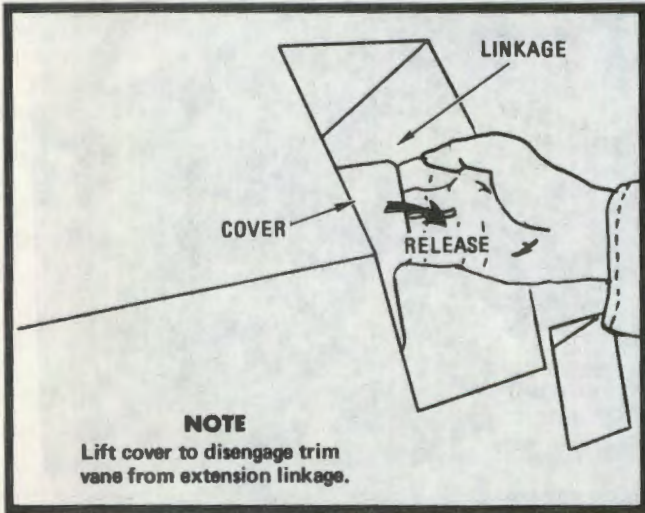 LINKAGE
COVER
RELEASE
NOTE
Lift cover to disengage trim
vane from extension linkage.